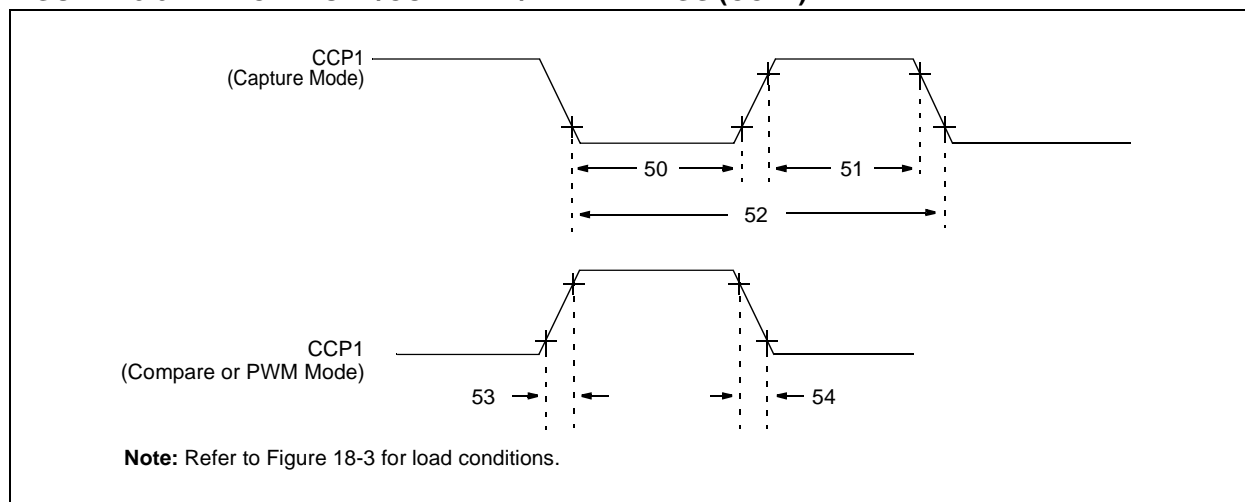 CCP1
(Capture Mode)
50
51
52
CCP1
(Compare or PWM Mode)
53
54
Note: Refer to Figure 18-3 for load conditions.